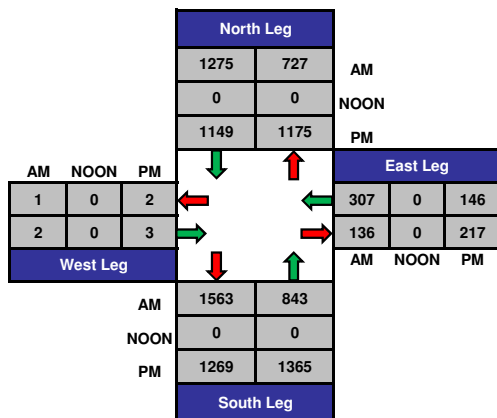 North Leg
1275 727 AM
0 0 NOON
1149 1175 PM
AM NOON PM
East Leg
1 0 2
307 0 146
2 0 3
136 0 217
West Leg
AM NOON PM
AM 1563 843
NOON 0 0
PM 1269 1365
South Leg